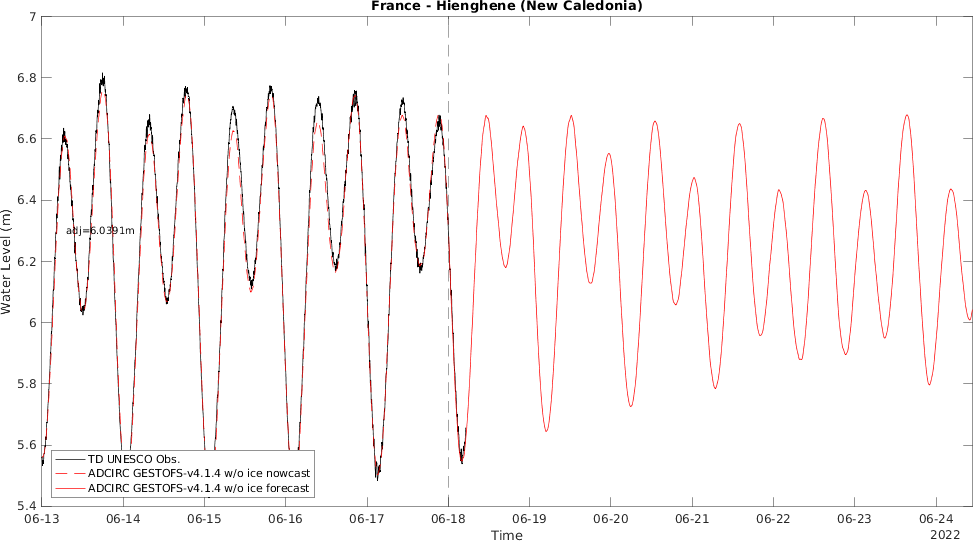 France - Hienghene (New Caledonia)
7
6.8
6.6
6.4
6.2
6
5.8
5.6
5.4
Water Level (m)
adj=6.0391m
TD UNESCO Obs.
ADCIRC GESTOFS-v4.1.4 w/o ice nowcast
ADCIRC GESTOFS-v4.1.4 w/o ice forecast
06-13 06-14 06-15 06-16 06-17 06-18 06-19 06-20 06-21 06-22 06-23 06-24
Time
2022